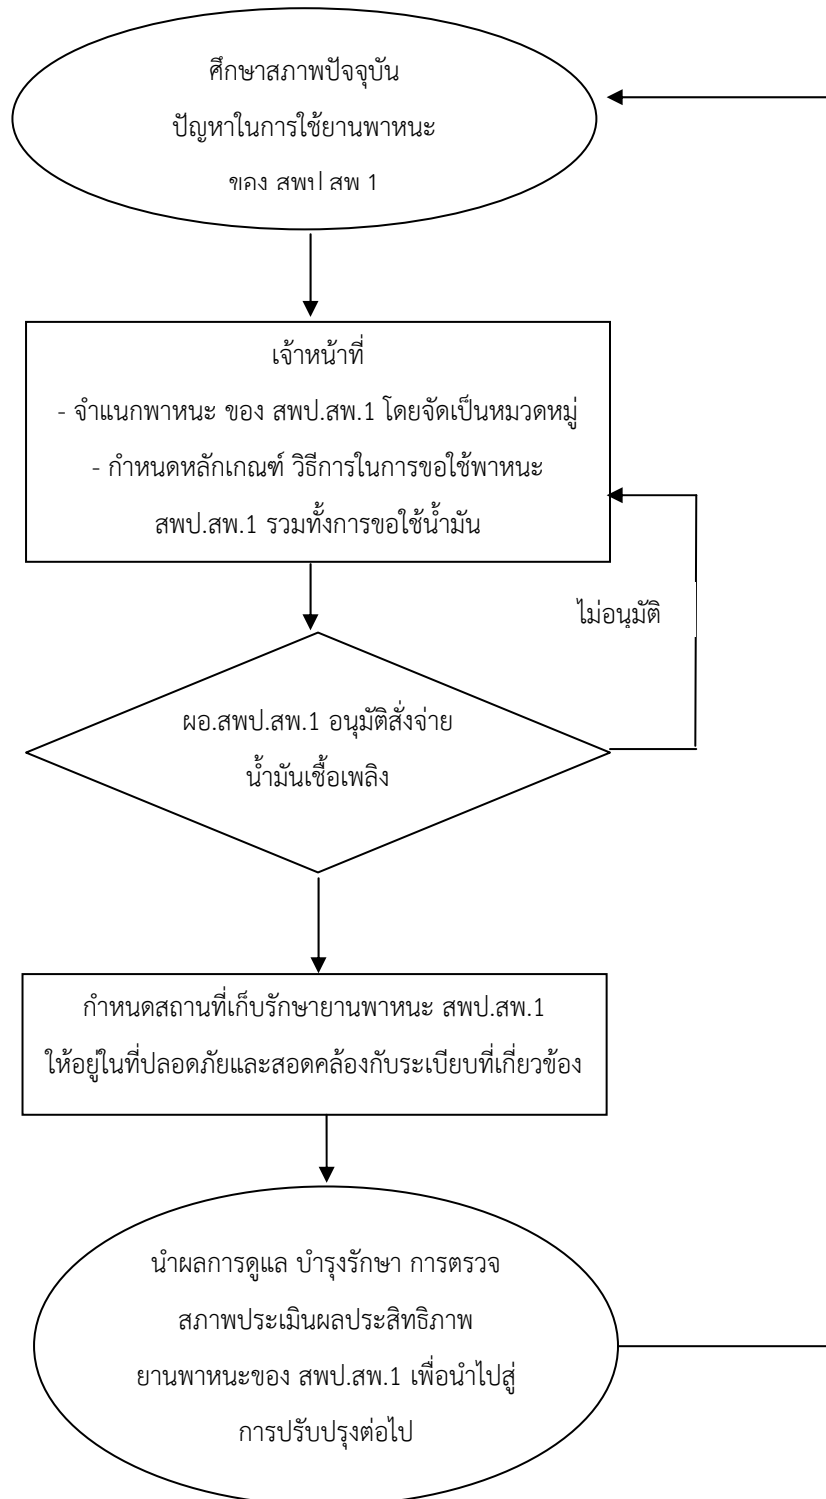 ศึกษาสภาพปัจจุบัน
ปัญหาในการใช้ยานพาหนะ
ของ สพป สพ 1
เจ้าหน้าที่
- จำแนกพาหนะ ของ สพป.สพ.1 โดยจัดเป็นหมวดหมู่
- กำหนดหลักเกณฑ์ วิธีการในการขอใช้พาหนะ
สพป.สพ.1 รวมทั้งการขอใช้น้ำมัน
ไม่อนุมัติ
ผอ.สพป.สพ.1 อนุมัติสั่งจ่าย
น้ำมันเชื้อเพลิง
กำหนดสถานที่เก็บรักษายานพาหนะ สพป.สพ.1
ให้อยู่ในที่ปลอดภัยและสอดคล้องกับระเบียบที่เกี่ยวข้อง
นำผลการดูแล บำรุงรักษา การตรวจ
สภาพประเมินผลประสิทธิภาพ
ยานพาหนะของ สพป.สพ.1 เพื่อนำไปสู่
การปรับปรุงต่อไป